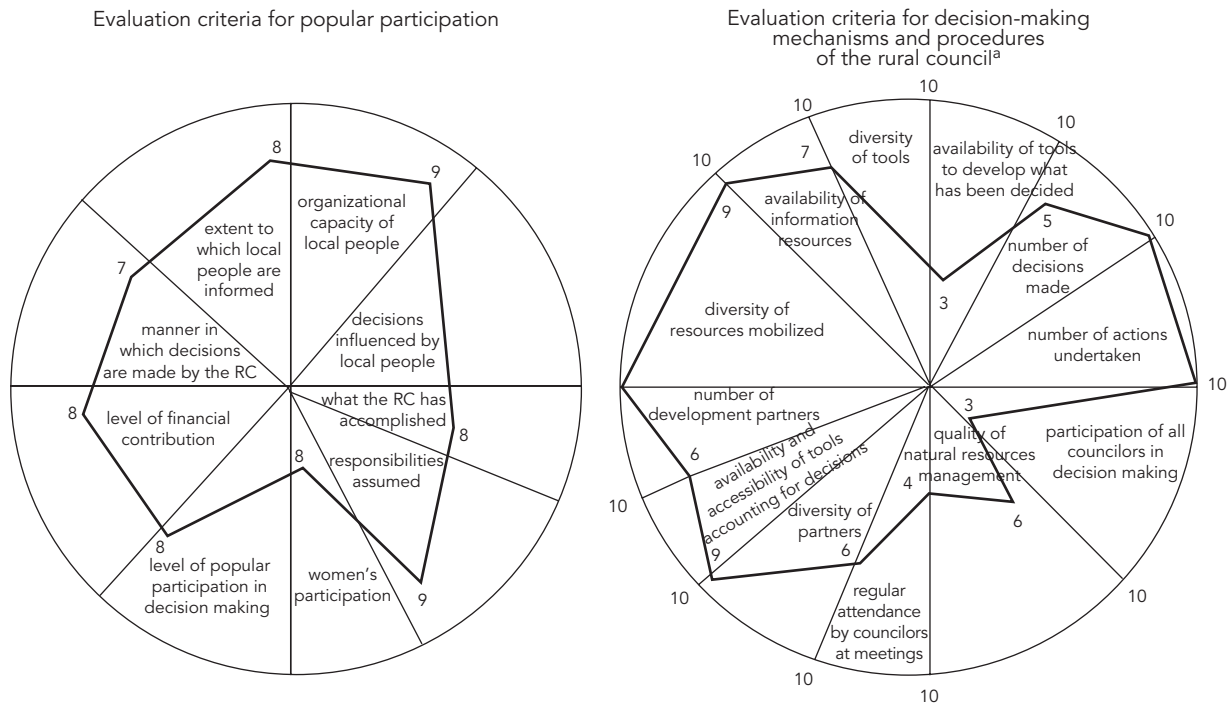 Evaluation criteria for popular participation
8
9
organizational
capacity of
local people
extent to
which local
people are
informed
7
decisions
influenced by
local people
manner in
which decisions
are made by the RC
what the RC has
accomplished
8
level of financial
contribution
8
responsibilities
assumed
8
8
level of popular
participation in
decision making
women's
participation
9
Evaluation criteria for decision-making
mechanisms and procedures
of the rural councilᵃ
10
10
10
10
7
diversity
of tools
availability of tools
to develop what
has been decided
9
availability of
information
resources
5
10
number of
decisions
made
3
diversity of
resources mobilized
number of actions
undertaken
10
number of
development partners
3
participation of all
councilors in
decision making
quality of
natural resources
management
6
availability and
accessibility of tools
accounting for decisions
4
10
diversity of
partners
6
9
6
10
regular
attendance
by councilors
at meetings
10
10
10